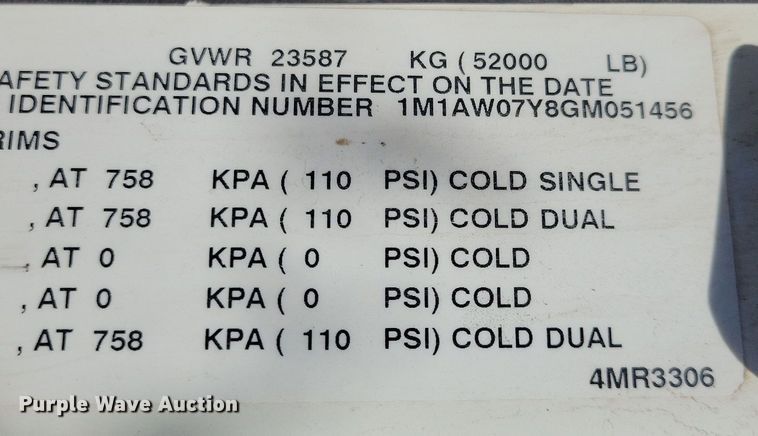 GVWR 23587 KG ( 52000 LB)
AFETY STANDARDS IN EFFECT ON THE DATE
IDENTIFICATION NUMBER 1M1AW07Y8GM051456
RIMS
, AT 758 KPA ( 110 PSI) COLD SINGLE
, AT 758 KPA ( 110 PSI) COLD DUAL
, AT 0 KPA ( 0 PSI) COLD
, AT 0 KPA ( 0 PSI) COLD
, AT 758 KPA ( 110 PSI) COLD DUAL
4MR3306
Purple Wave Auction